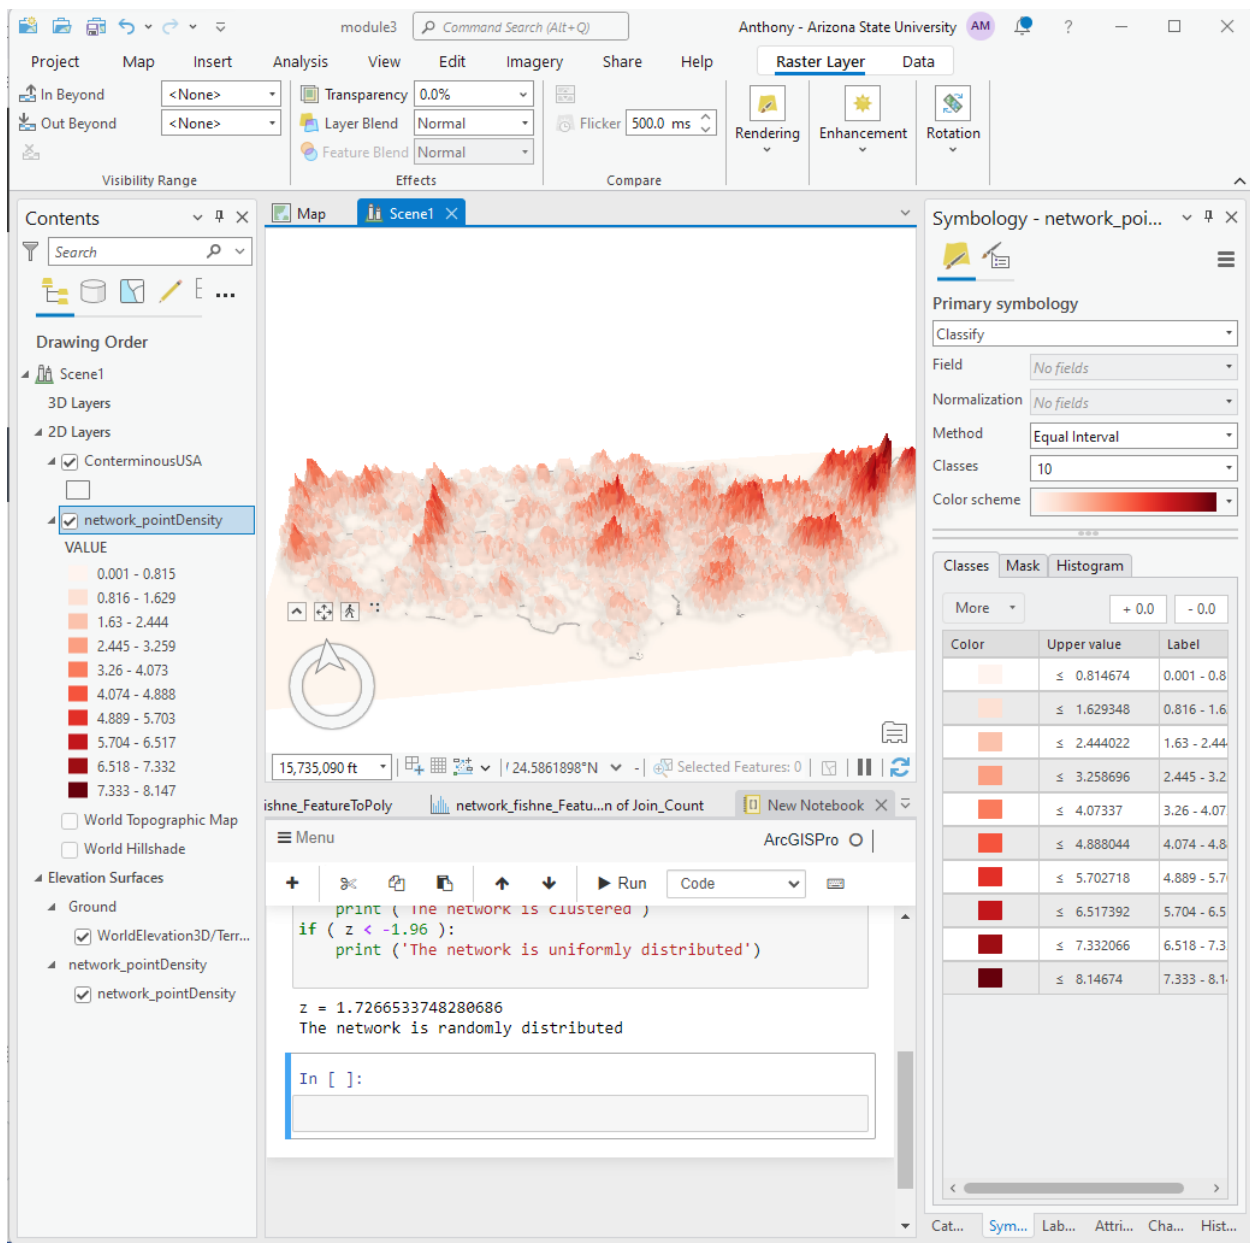 module3
Command Search (Alt+Q)
Anthony - Arizona State University
AM
?
Project Map Insert Analysis View Edit Imagery Share Help Raster Layer Data
In Beyond <None>
Out Beyond <None>
Visibility Range
Transparency 0.0%
Layer Blend Normal
Feature Blend Normal
Effects
Flicker 500.0 ms
Compare
Rendering
Enhancement
Rotation
Contents
Search
Drawing Order
Scene1
3D Layers
2D Layers
ConterminousUSA
network_pointDensity
VALUE
0.001 - 0.815
0.816 - 1.629
1.63 - 2.444
2.445 - 3.259
3.26 - 4.073
4.074 - 4.888
4.889 - 5.703
5.704 - 6.517
6.518 - 7.332
7.333 - 8.147
World Topographic Map
World Hillshade
Elevation Surfaces
Ground
WorldElevation3D/Terr...
network_pointDensity
network_pointDensity
Map
Scene1
15,735,090 ft
24.5861898°N
Selected Features: 0
ishne_FeatureToPoly
network_fishne_Featu...n of Join_Count
New Notebook
Menu
ArcGISPro
Run
Code
print ( 'The network is clustered')
if ( z < -1.96 ):
print ('The network is uniformly distributed')
z = 1.7266533748280686
The network is randomly distributed
In [ ]:
Symbology - network_poi...
Primary symbology
Classify
Field No fields
Normalization No fields
Method Equal Interval
Classes 10
Color scheme
Classes Mask Histogram
More + 0.0 - 0.0
Color Upper value Label
≤ 0.814674 0.001 - 0.8
≤ 1.629348 0.816 - 1.6
≤ 2.444022 1.63 - 2.44
≤ 3.258696 2.445 - 3.2
≤ 4.07337 3.26 - 4.07
≤ 4.888044 4.074 - 4.8
≤ 5.702718 4.889 - 5.7
≤ 6.517392 5.704 - 6.5
≤ 7.332066 6.518 - 7.3
≤ 8.14674 7.333 - 8.1
Cat... Sym... Lab... Attri... Cha... Hist...